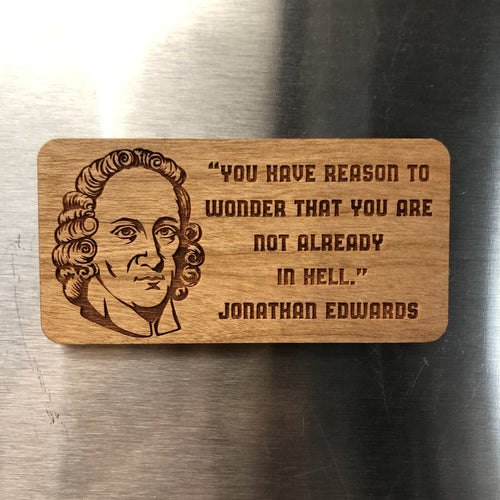 “YOU HAVE REASON TO
WONDER THAT YOU ARE
NOT ALREADY
IN HELL.”
JONATHAN EDWARDS